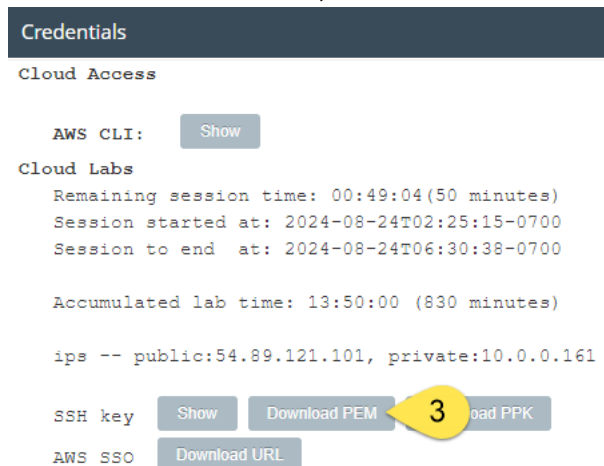 Credentials
Cloud Access
AWS CLI: Show
Cloud Labs
Remaining session time: 00:49:04(50 minutes)
Session started at: 2024-08-24T02:25:15-0700
Session to end at: 2024-08-24T06:30:38-0700
Accumulated lab time: 13:50:00 (830 minutes)
ips -- public:54.89.121.101, private:10.0.0.161
SSH key Show Download PEM 3 oad PPK
AWS SSO Download URL